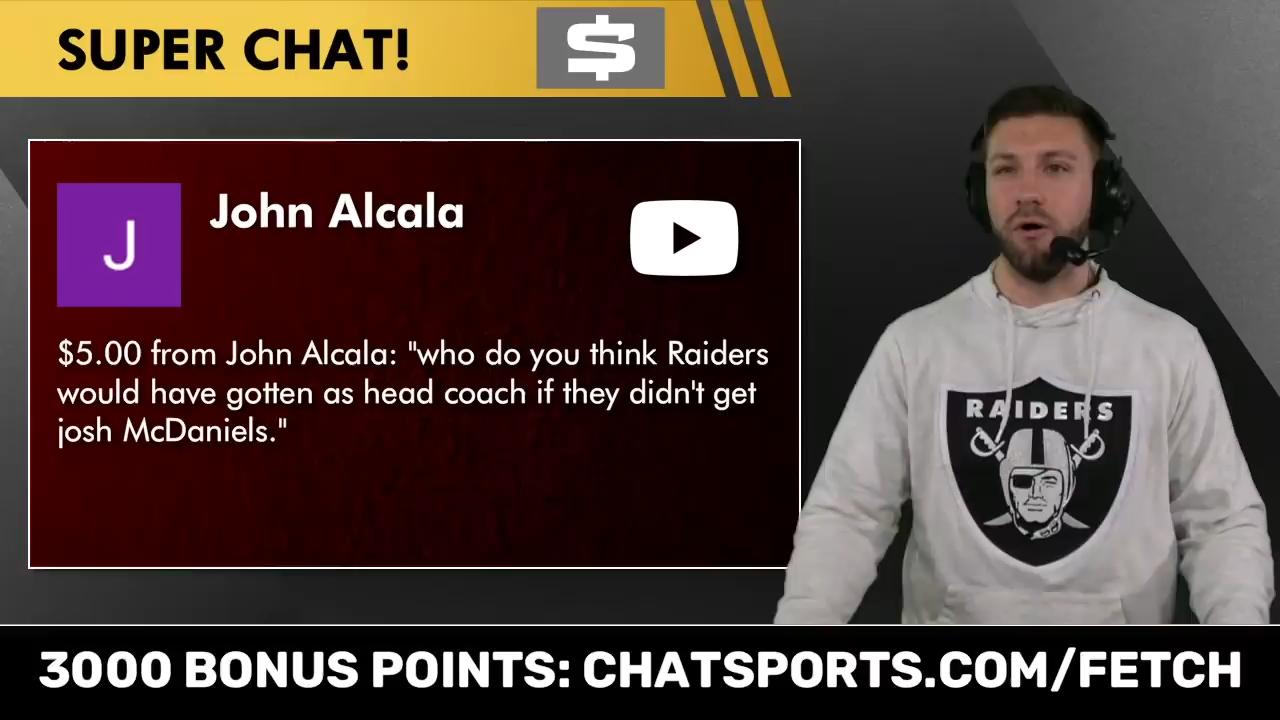 SUPER CHAT!
$
J
John Alcala
$5.00 from John Alcala: "who do you think Raiders
would have gotten as head coach if they didn't get
josh McDaniels."
RAIDERS
3000 BONUS POINTS: CHATSPORTS.COM/FETCH